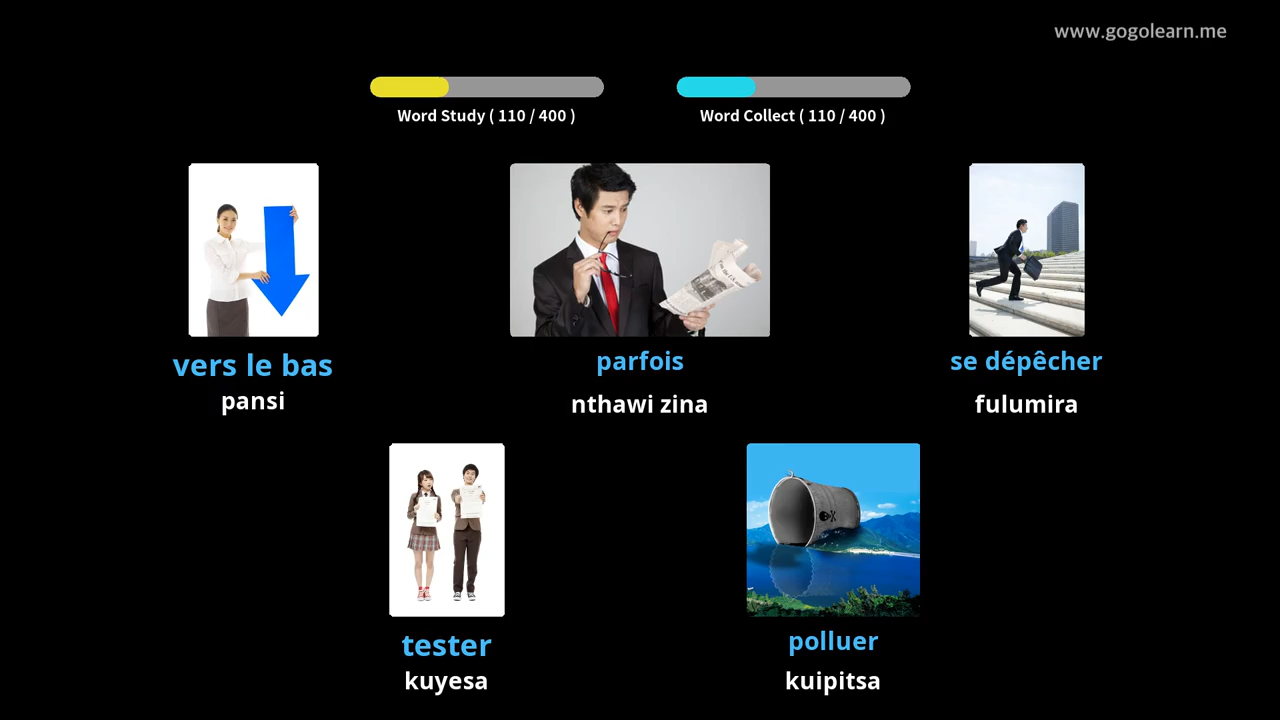 www.gogolearn.me
Word Study ( 110 / 400 )
Word Collect ( 110 / 400 )
vers le bas
pansi
parfois
nthawi zina
se dépêcher
fulumira
tester
kuyesa
polluer
kuipitsa